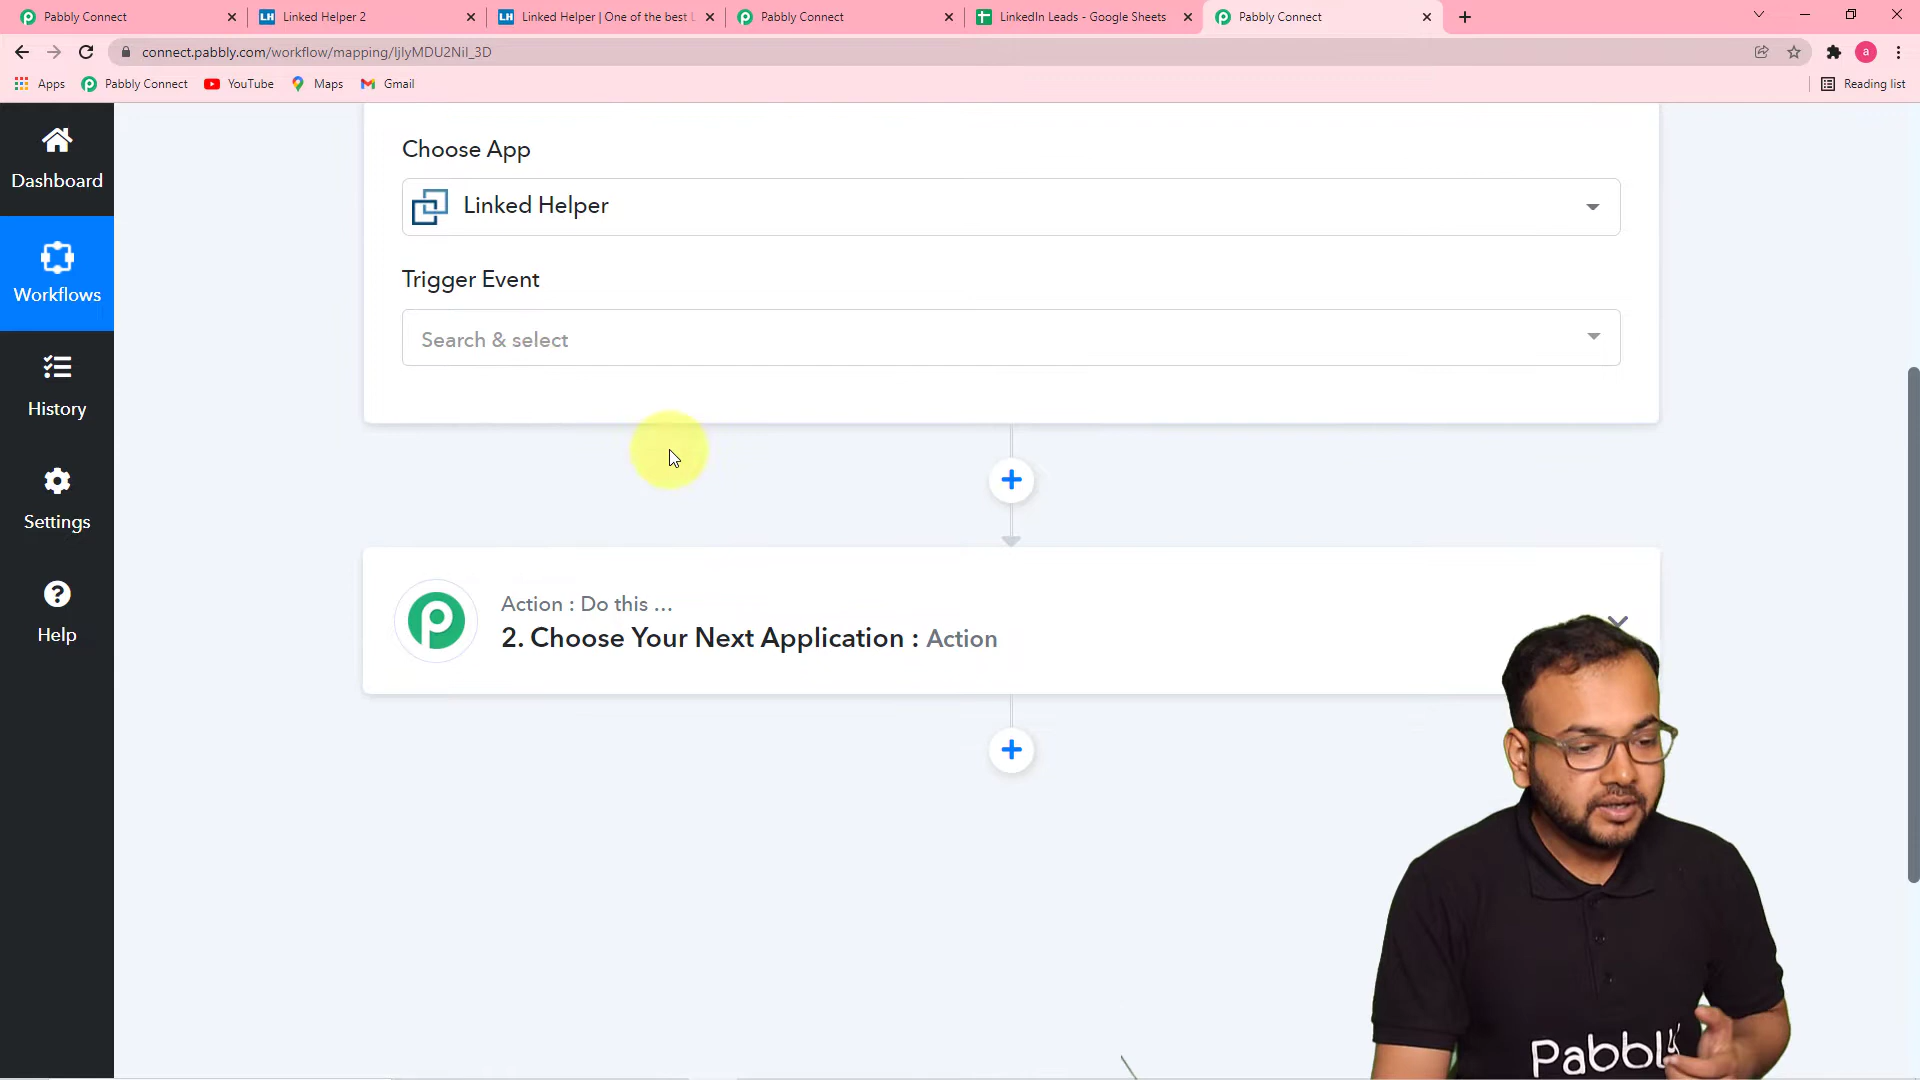 Pabbly Connect
Linked Helper 2
Linked Helper | One of the best L
Pabbly Connect
LinkedIn Leads - Google Sheets
Pabbly Connect
connect.pabbly.com/workflow/mapping/IjIyMDU2NiI_3D
a
Apps
Pabbly Connect
YouTube
Maps
Gmail
Reading list
Dashboard
Workflows
History
Settings
Help
Choose App
Linked Helper
Trigger Event
Search & select
Action : Do this ...
2. Choose Your Next Application : Action
Pabbly